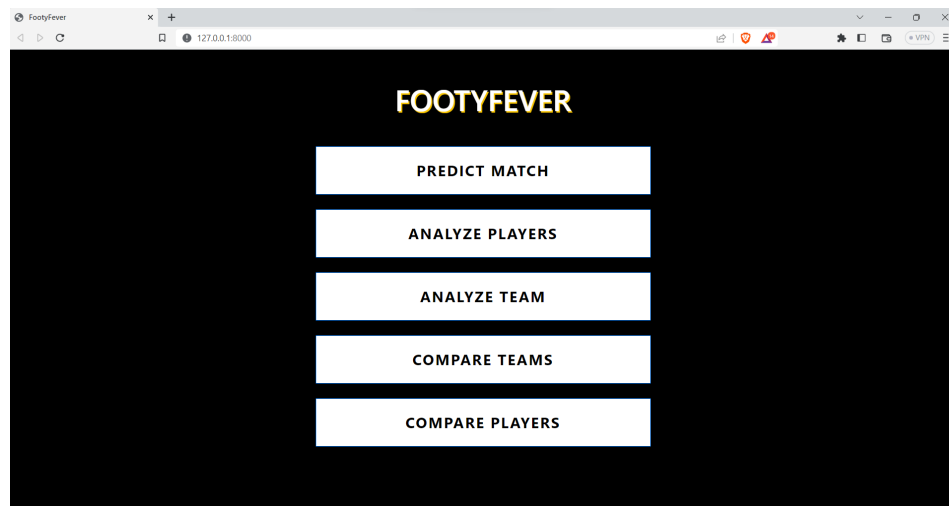 FootyFever
127.0.0.1:8000
VPN
FOOTYFEVER
PREDICT MATCH
ANALYZE PLAYERS
ANALYZE TEAM
COMPARE TEAMS
COMPARE PLAYERS